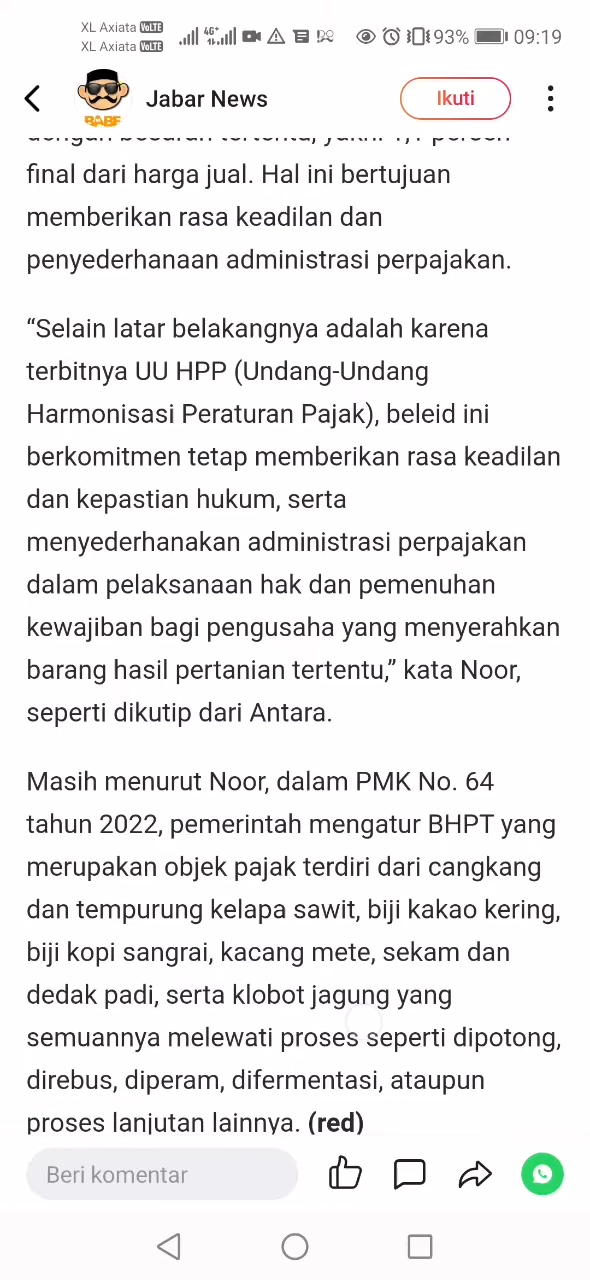 XL Axiata VoLTE
XL Axiata VoLTE
4G+
93%
09:19
Jabar News
Ikuti
BABE
final dari harga jual. Hal ini bertujuan
memberikan rasa keadilan dan
penyederhanaan administrasi perpajakan.
“Selain latar belakangnya adalah karena
terbitnya UU HPP (Undang-Undang
Harmonisasi Peraturan Pajak), beleid ini
berkomitmen tetap memberikan rasa keadilan
dan kepastian hukum, serta
menyederhanakan administrasi perpajakan
dalam pelaksanaan hak dan pemenuhan
kewajiban bagi pengusaha yang menyerahkan
barang hasil pertanian tertentu,” kata Noor,
seperti dikutip dari Antara.
Masih menurut Noor, dalam PMK No. 64
tahun 2022, pemerintah mengatur BHPT yang
merupakan objek pajak terdiri dari cangkang
dan tempurung kelapa sawit, biji kakao kering,
biji kopi sangrai, kacang mete, sekam dan
dedak padi, serta klobot jagung yang
semuannya melewati proses seperti dipotong,
direbus, diperam, difermentasi, ataupun
proses lanjutan lainnya. (red)
Beri komentar